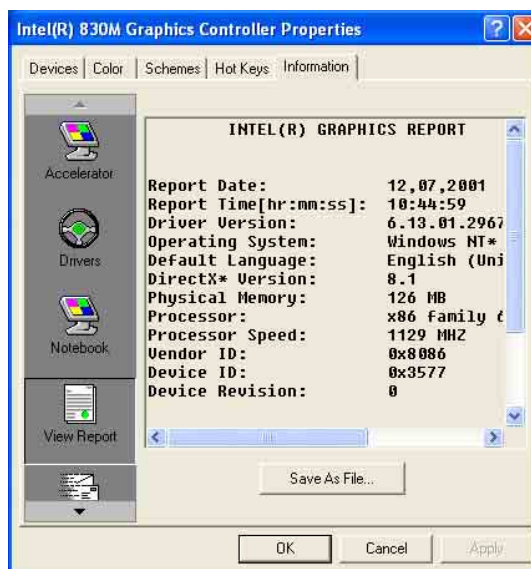 Intel(R) 830M Graphics Controller Properties
Devices Color Schemes Hot Keys Information
Accelerator
Drivers
Notebook
View Report
INTEL(R) GRAPHICS REPORT
Report Date: 12,07,2001
Report Time[hr:mm:ss]: 10:44:59
Driver Version: 6.13.01.2967
Operating System: Windows NT*
Default Language: English (Uni
DirectX* Version: 8.1
Physical Memory: 126 MB
Processor: x86 family
Processor Speed: 1129 MHZ
Vendor ID: 0x8086
Device ID: 0x3577
Device Revision: 0
Save As File...
OK Cancel Apply